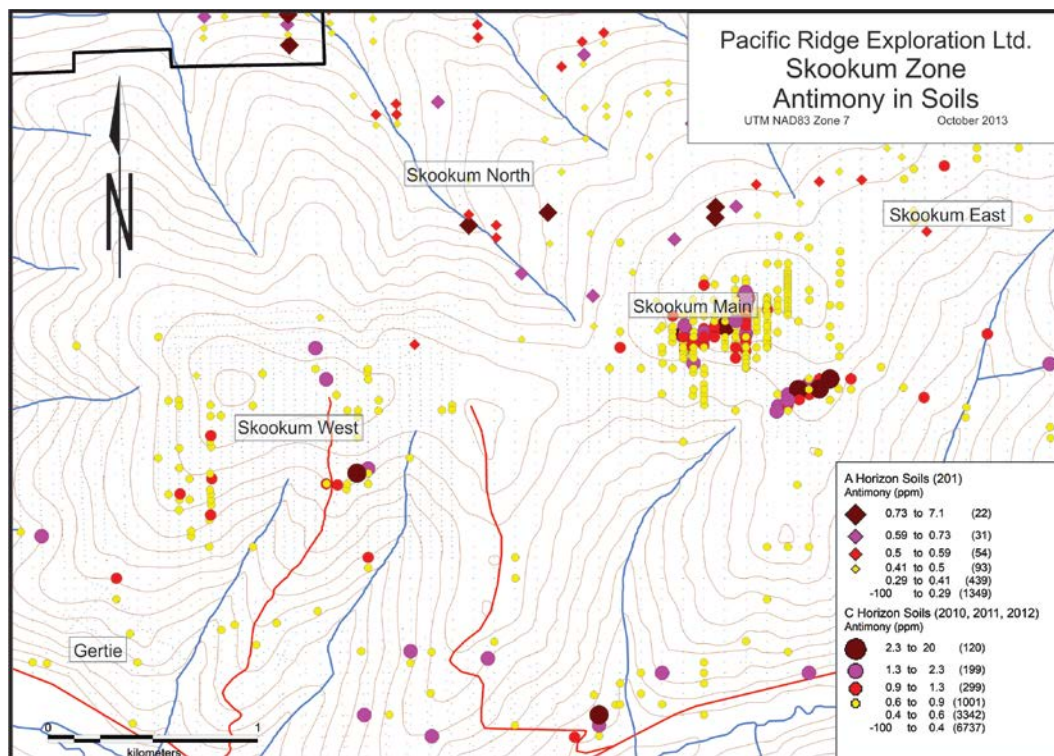 Pacific Ridge Exploration Ltd.
Skookum Zone
Antimony in Soils
UTM NAD83 Zone 7 October 2013
N
Skookum North
Skookum East
Skookum Main
Skookum West
Gertie
0 1
kilometers
A Horizon Soils (201)
Antimony (ppm)
0.73 to 7.1 (22)
0.59 to 0.73 (31)
0.5 to 0.59 (54)
0.41 to 0.5 (93)
0.29 to 0.41 (439)
-100 to 0.29 (1349)
C Horizon Soils (2010, 2011, 2012)
Antimony (ppm)
2.3 to 20 (120)
1.3 to 2.3 (199)
0.9 to 1.3 (299)
0.6 to 0.9 (1001)
0.4 to 0.6 (3342)
-100 to 0.4 (6737)